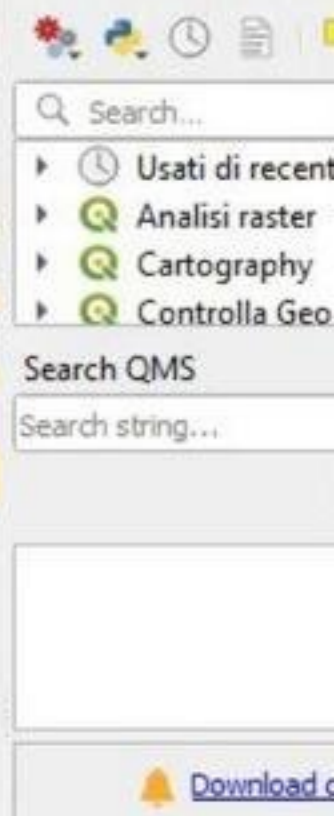 Search...
Usati di recent
Analisi raster
Cartography
Controlla Geo
Search QMS
Search string...
Download